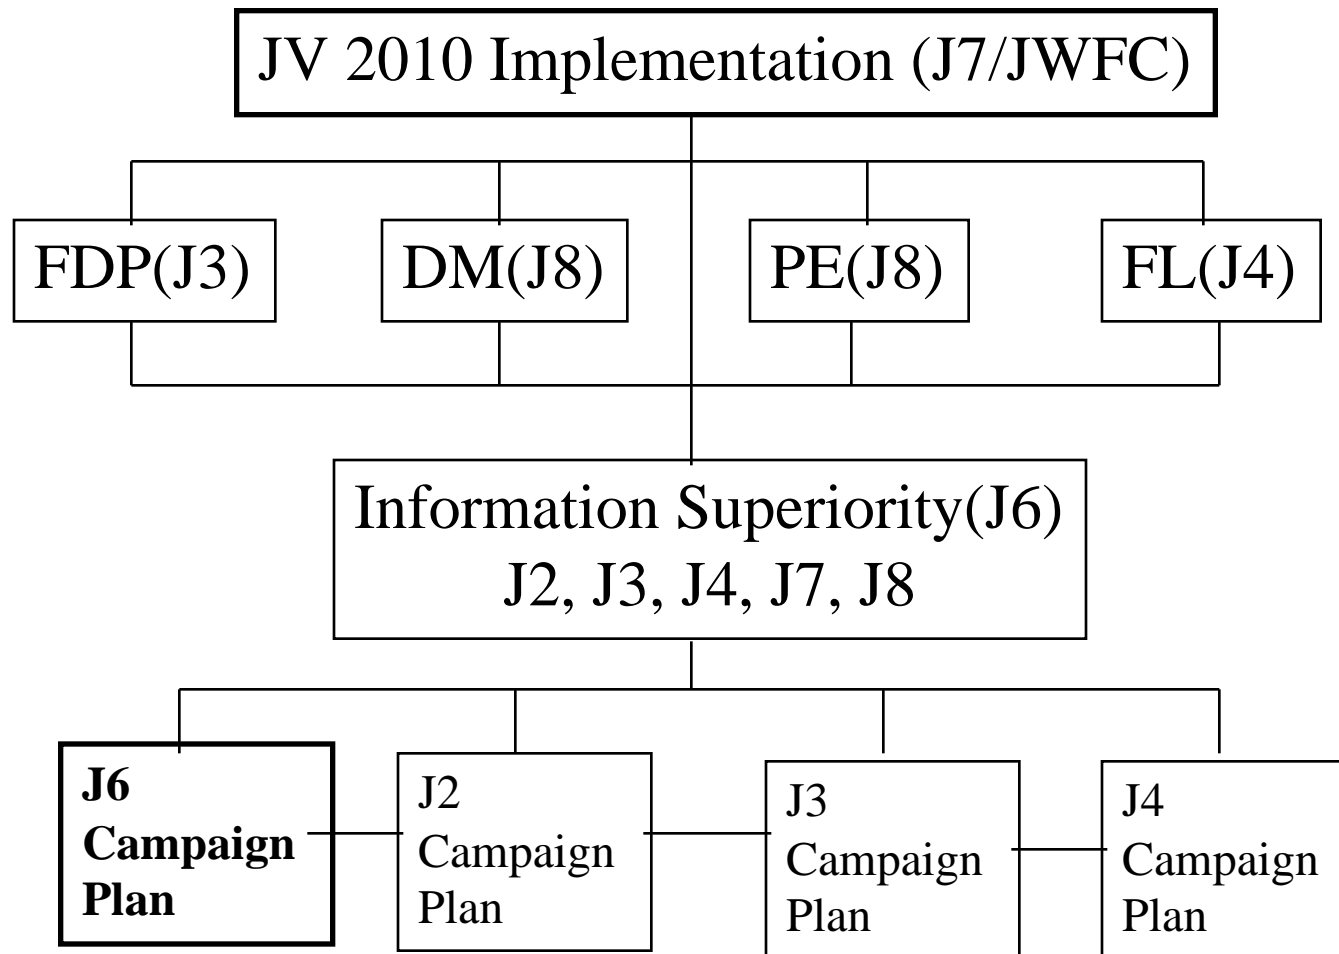 JV 2010 Implementation (J7/JWFC)
FDP(J3)
DM(J8)
PE(J8)
FL(J4)
Information Superiority(J6)
J2, J3, J4, J7, J8
J6
Campaign
Plan
J2
Campaign
Plan
J3
Campaign
Plan
J4
Campaign
Plan